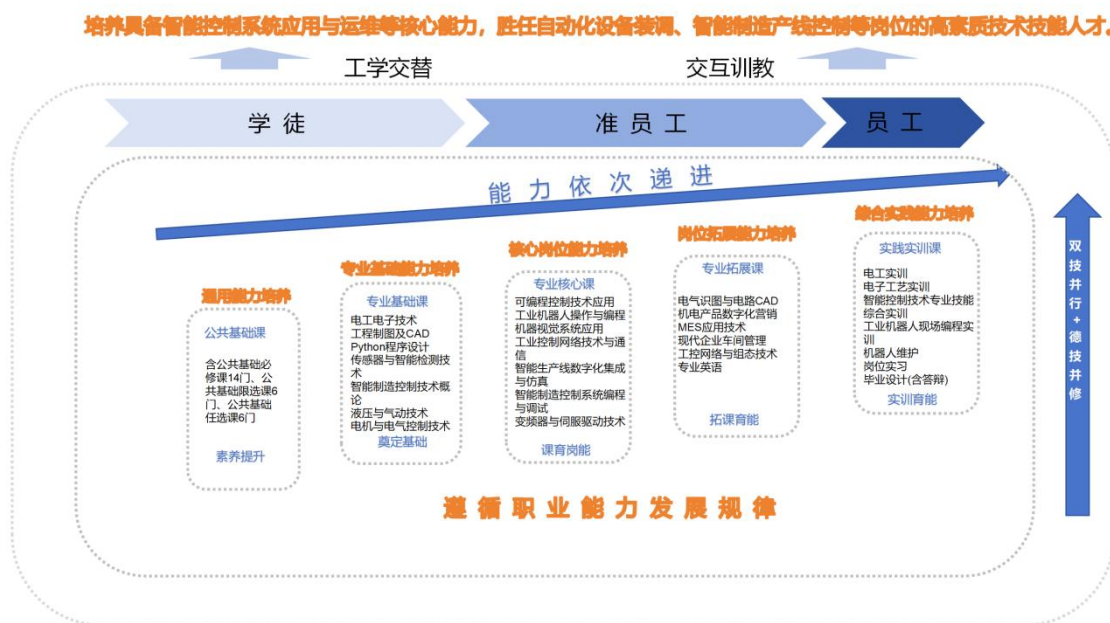 培养具备智能控制系统应用与运维等核心能力，胜任自动化设备装调、智能制造产线控制等岗位的高素质技术技能人才。
工学交替
交互训教
学徒
准员工
员工
能力依次递进
通用能力培养
公共基础课
含公共基础必
修课14门、公
共基础限选课6
门、公共基础
任选课6门
素养提升
专业基础能力培养
专业基础课
电工电子技术
工程制图及CAD
Python程序设计
传感器与智能检测技
术
智能制造控制技术概
论
液压与气动技术
电机与电气控制技术
奠定基础
核心岗位能力培养
专业核心课
可编程控制技术应用
工业机器人操作与编程
机器视觉系统应用
工业控制网络技术与通
信
智能生产线数字化集成
与仿真
智能制造控制系统编程
与调试
变频器与伺服驱动技术
课育岗能
岗位拓展能力培养
专业拓展课
电气识图与电路CAD
机电产品数字化营销
MES应用技术
现代企业车间管理
工控网络与组态技术
专业英语
拓课育能
综合实践能力培养
实践实训课
电工实训
电子工艺实训
智能控制技术专业技能
综合实训
工业机器人现场编程实
训
机器人维护
岗位实习
毕业设计(含答辩)
实训育能
双技并行+德技并修
遵循职业能力发展规律